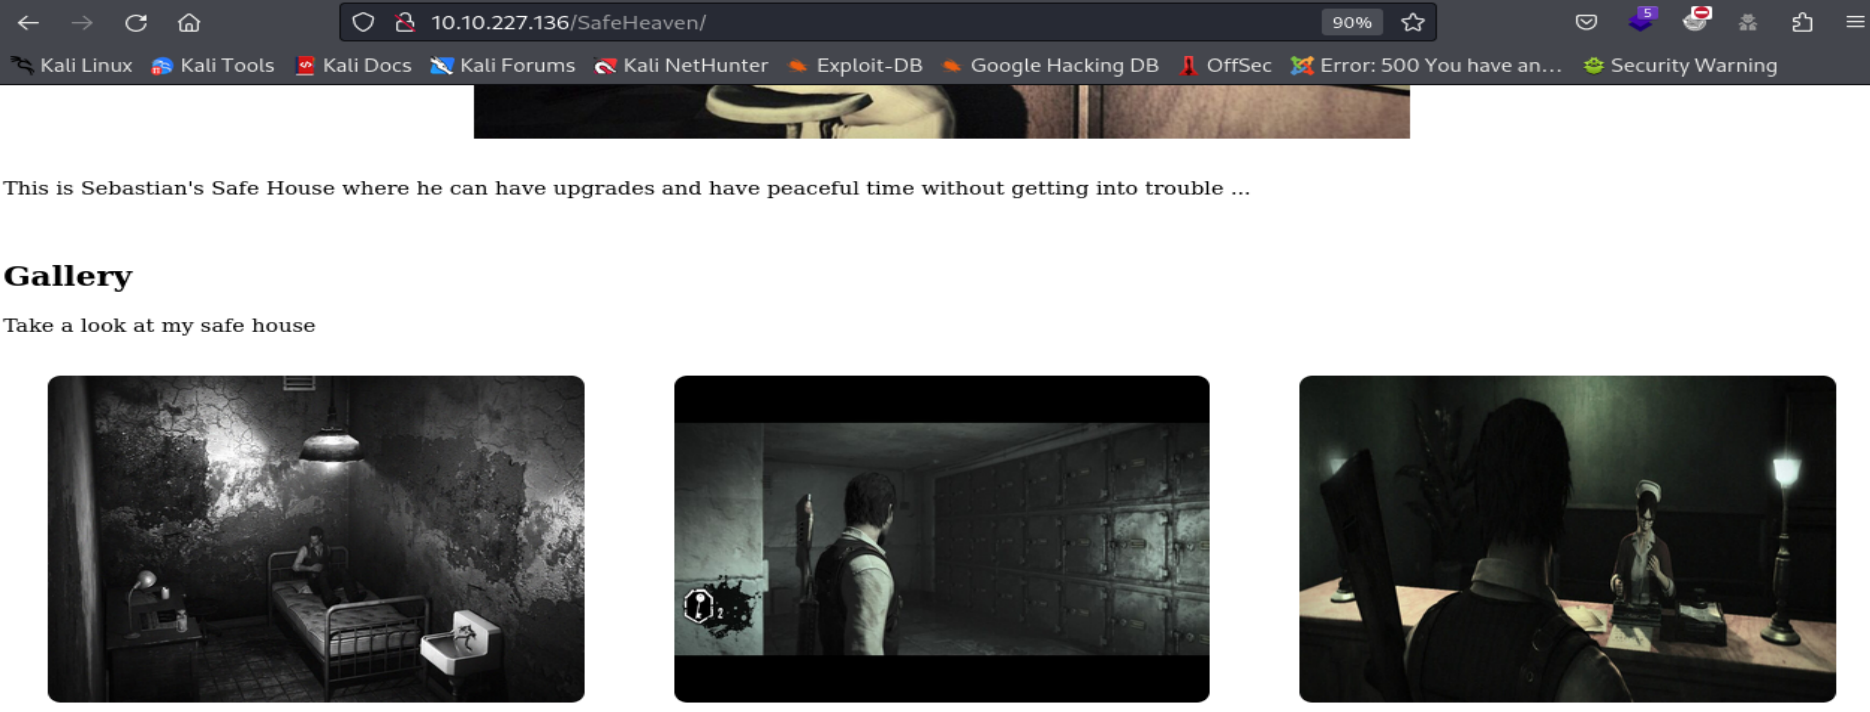 10.10.227.136/SafeHeaven/ 90% 5
Kali Linux Kali Tools Kali Docs Kali Forums Kali NetHunter Exploit-DB Google Hacking DB OffSec Error: 500 You have an... Security Warning
This is Sebastian's Safe House where he can have upgrades and have peaceful time without getting into trouble ...
Gallery
Take a look at my safe house
2